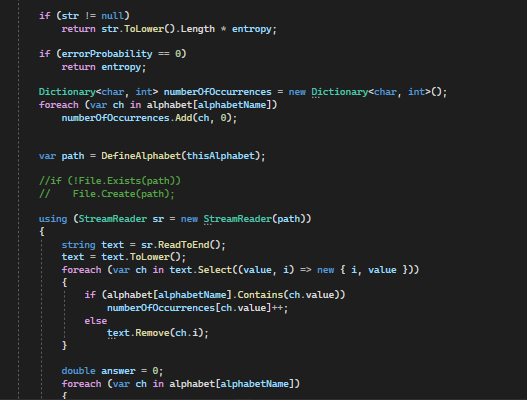 if (str != null)
return str.ToLower().Length * entropy;
if (errorProbability == 0)
return entropy;
Dictionary<char, int> numberOfOccurrences = new Dictionary<char, int>();
foreach (var ch in alphabet[alphabetName])
numberOfOccurrences.Add(ch, 0);
var path = DefineAlphabet(thisAlphabet);
//if (!File.Exists(path))
//    File.Create(path);
using (StreamReader sr = new StreamReader(path))
{
string text = sr.ReadToEnd();
text = text.ToLower();
foreach (var ch in text.Select((value, i) => new { i, value }))
{
if (alphabet[alphabetName].Contains(ch.value))
numberOfOccurrences[ch.value]++;
else
text.Remove(ch.i);
}
double answer = 0;
foreach (var ch in alphabet[alphabetName])
{